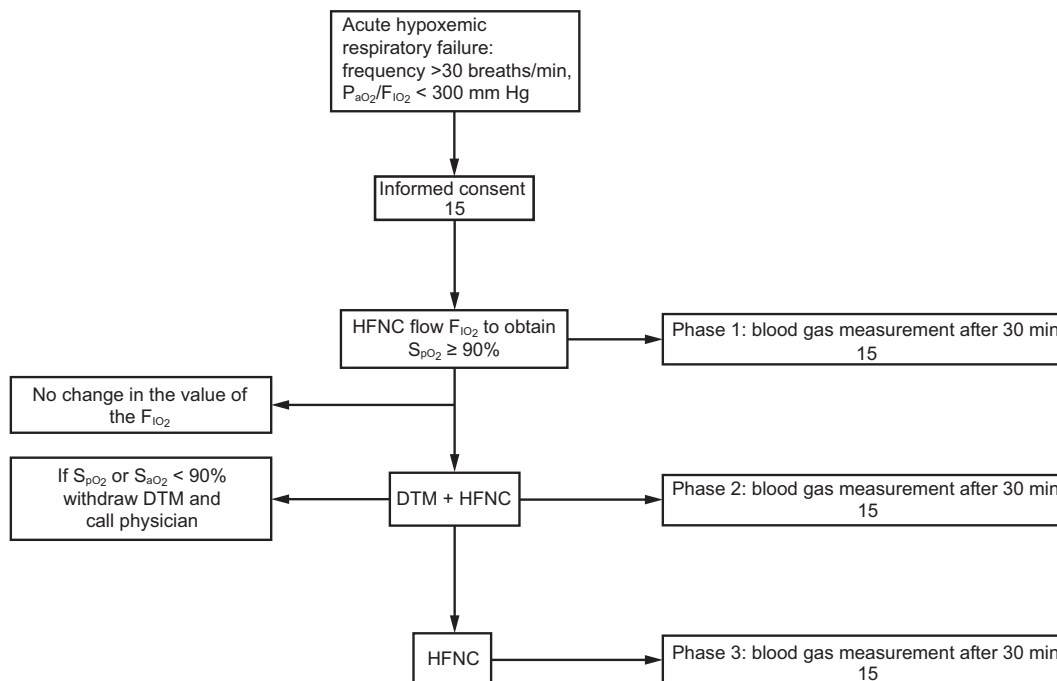 Acute hypoxemic
respiratory failure:
frequency >30 breaths/min,
PaO2/FIO2 < 300 mm Hg
Informed consent
15
HFNC flow FIO2 to obtain
SpO2 ≥ 90%
Phase 1: blood gas measurement after 30 min
15
No change in the value of
the FIO2
If SpO2 or SaO2 < 90%
withdraw DTM and
call physician
DTM + HFNC
Phase 2: blood gas measurement after 30 min
15
HFNC
Phase 3: blood gas measurement after 30 min
15